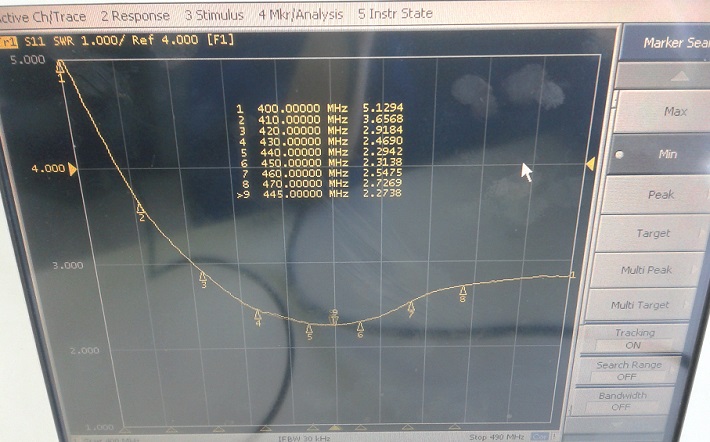 ctive Ch/Trace 2 Response 3 Stimulus 4 Mkr/Analysis 5 Instr State
Tr1 S11 SWR 1.000/ Ref 4.000 [F1]
Marker Sear
5.000
1 400.00000 MHz 5.1294
2 410.00000 MHz 3.6568
3 420.00000 MHz 2.9184
4 430.00000 MHz 2.4690
5 440.00000 MHz 2.2942
6 450.00000 MHz 2.3138
7 460.00000 MHz 2.5475
8 470.00000 MHz 2.7269
>9 445.00000 MHz 2.2738
Max
Min
4.000
Peak
Target
3.000
Multi Peak
Multi Target
Tracking
ON
2.000
Search Range
OFF
Bandwidth
OFF
1.000
1
2
3
4
5
9
6
7
8
1
IFBW 30 kHz
Stop 490 MHz